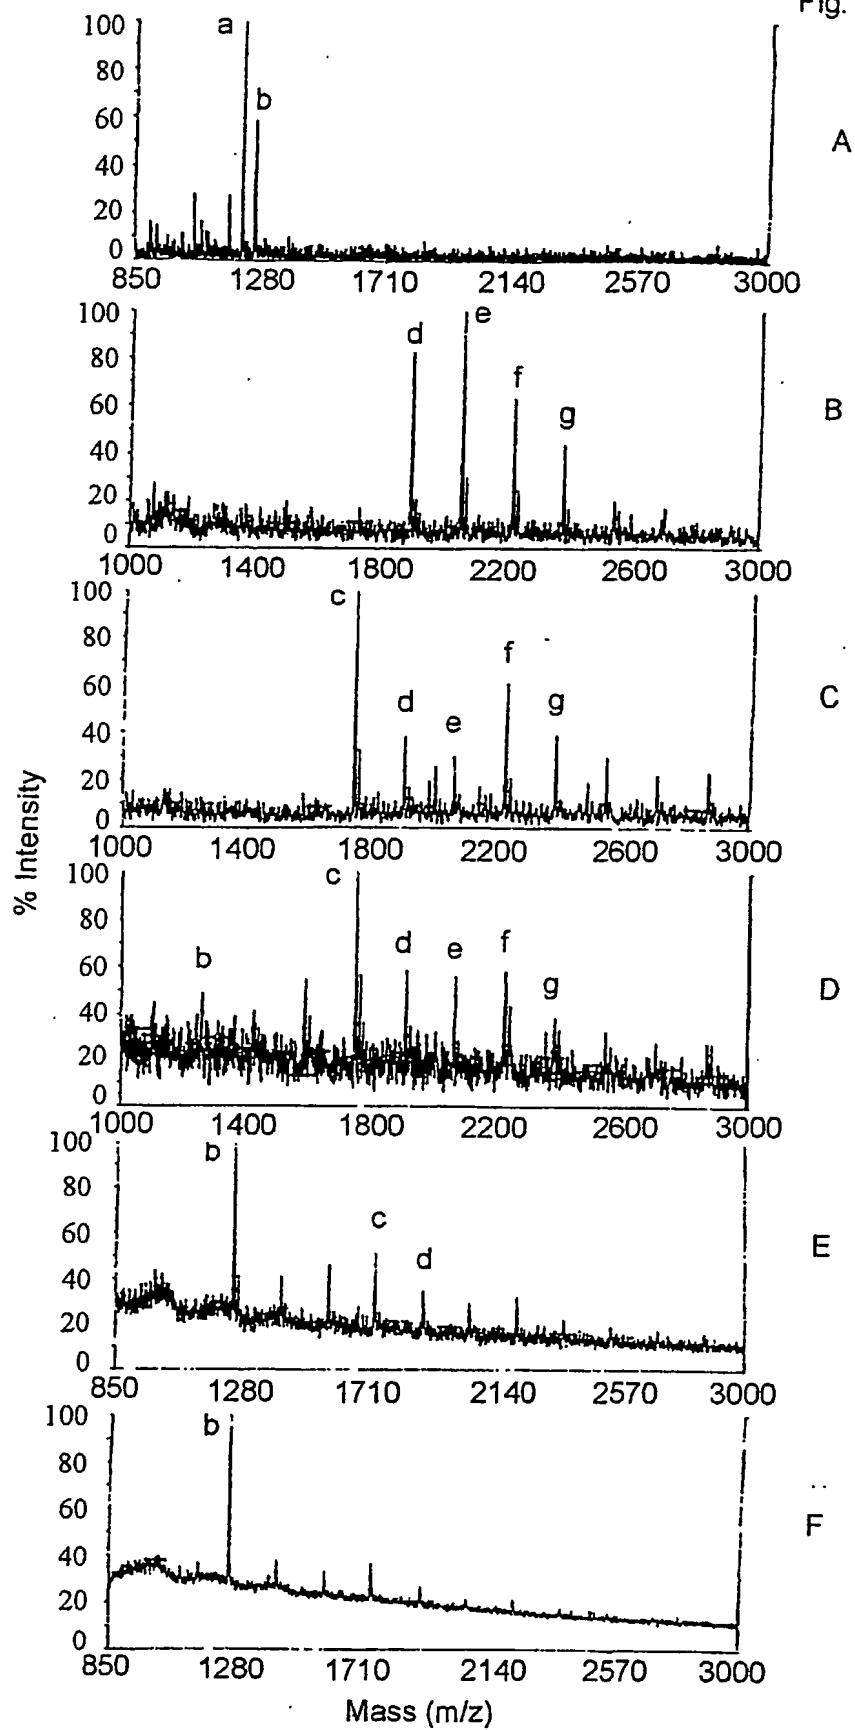 Fig.
100 a
80
b
60
A
40
20
0
850 1280 1710 2140 2570 3000
100 e
d
80
f
60 B
g
40
20
0
1000 1400 1800 2200 2600 3000
100 c
80
f
60
d g C
e
40
20
0
1000 1400 1800 2200 2600 3000
% Intensity
100 c
80
b d e f
60
g D
40
20
0
1000 1400 1800 2200 2600 3000
100 b
80
c
60
d E
40
20
0
850 1280 1710 2140 2570 3000
100 b
80
60
F
40
20
0
850 1280 1710 2140 2570 3000
Mass (m/z)